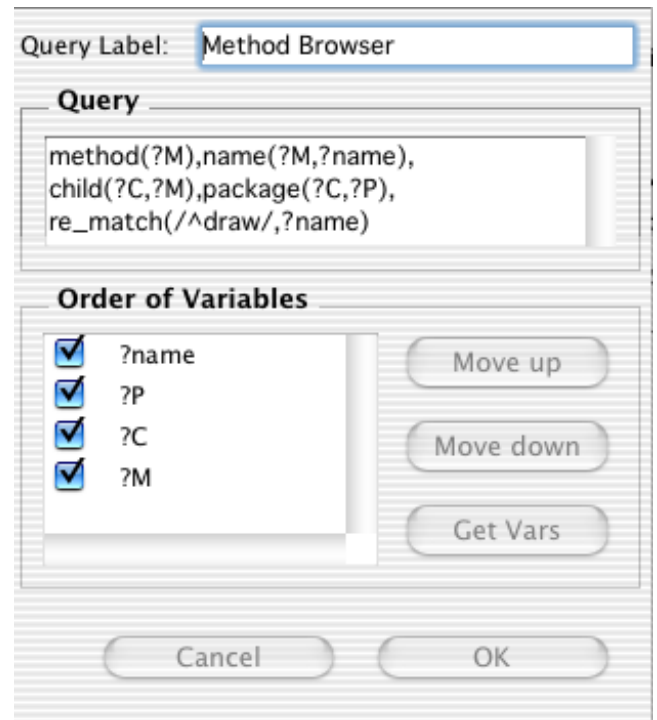 Query Label: Method Browser
Query
method(?M),name(?M,?name),
child(?C,?M),package(?C,?P),
re_match(/^draw/,?name)
Order of Variables
?name
?P
?C
?M
Move up
Move down
Get Vars
Cancel OK